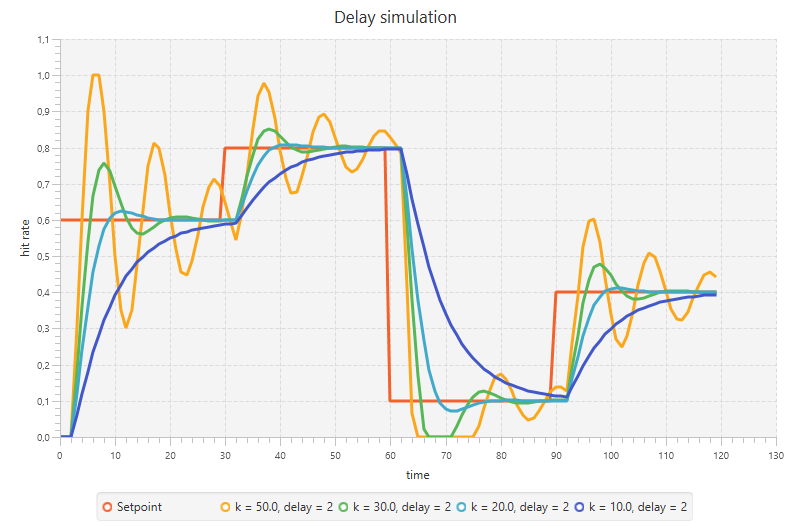 Delay simulation
1,1
1,0
0,9
0,8
0,7
0,6
0,5
0,4
0,3
0,2
0,1
0,0
hit rate
0 10 20 30 40 50 60 70 80 90 100 110 120 130
time
Setpoint k = 50.0, delay = 2 k = 30.0, delay = 2 k = 20.0, delay = 2 k = 10.0, delay = 2